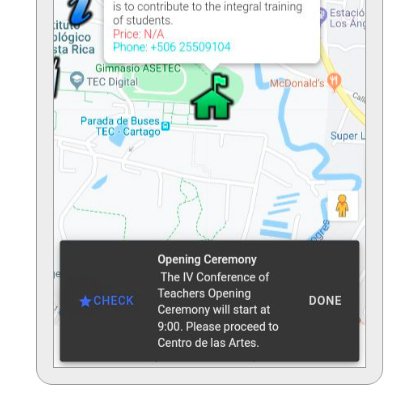 is to contribute to the integral training
of students.
Price: N/A
Phone: +506 25509104
ológico
sta Rica
Estació
Los Ang
Gimnasio ASETEC
TEC Digital
McDonald's
Parada de Buses
TEC - Cartago
Super L
Opening Ceremony
The IV Conference of
Teachers Opening
Ceremony will start at
9:00. Please proceed to
Centro de las Artes.
CHECK
DONE